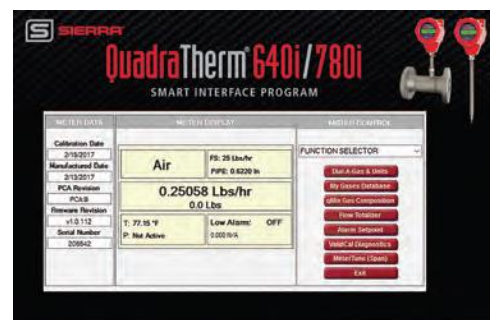 SIERRA
QuadraTherm® 640i/780i
SMART INTERFACE PROGRAM
METER DATA
Calibration Date
2/15/2017
Manufactured Date
2/13/2017
PCA Revision
PCA:B
Firmware Revision
v1.0.112
Serial Number
206842
METER DISPLAY
Air
FS: 25 Lbs/hr
PIPE: 0.6220 In
0.25058 Lbs/hr
0.0 Lbs
T: 77.15 °F
P: Not Active
Low Alarm: OFF
0.000 N/A
METER CONTROL
FUNCTION SELECTOR
Dial-A-Gas & Units
My Gases Database
qMix Gas Composition
Flow Totalizer
Alarm Setpoint
ValidCal Diagnostics
MeterTune (Span)
Exit